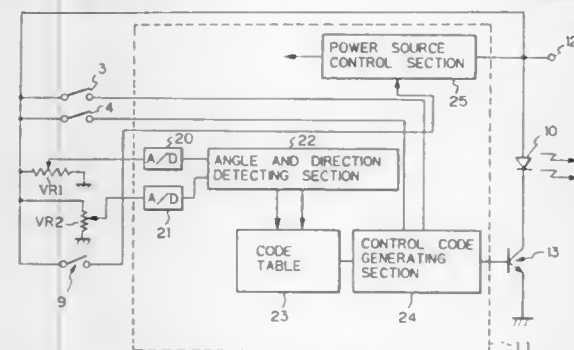 12
POWER SOURCE
CONTROL SECTION
25
3
4
10
20
22
A/D
ANGLE AND DIRECTION
DETECTING SECTION
VR1
A/D
21
VR2
CODE
TABLE
CONTROL CODE
GENERATING
SECTION
13
9
23
24
11